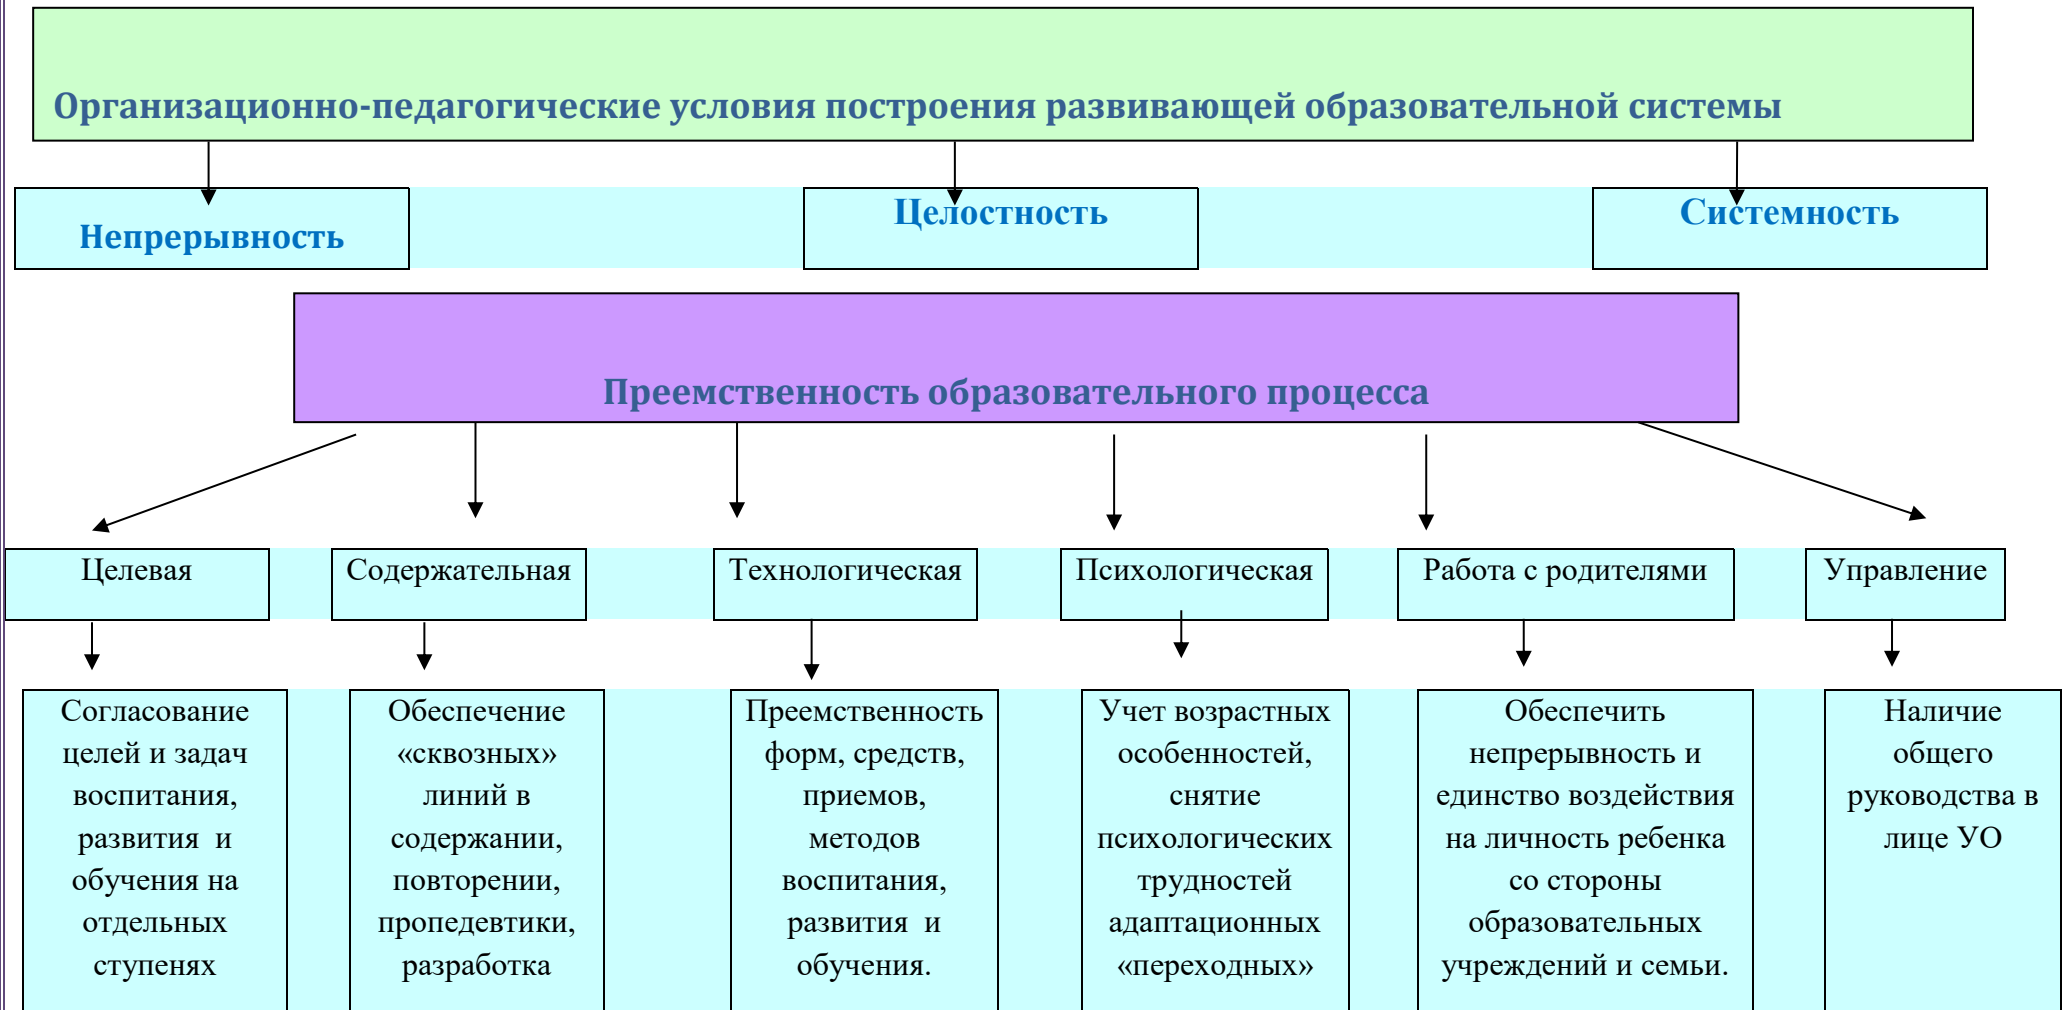 Организационно-педагогические условия построения развивающей образовательной системы
Непрерывность
Целостность
Системность
Преемственность образовательного процесса
Целевая
Содержательная
Технологическая
Психологическая
Работа с родителями
Управление
Согласование
целей и задач
воспитания,
развития и
обучения на
отдельных
ступенях
Обеспечение
«сквозных»
линий в
содержании,
повторении,
пропедевтики,
разработка
Преемственность
форм, средств,
приемов,
методов
воспитания,
развития и
обучения.
Учет возрастных
особенностей,
снятие
психологических
трудностей
адаптационных
«переходных»
Обеспечить
непрерывность и
единство воздействия
на личность ребенка
со стороны
образовательных
учреждений и семьи.
Наличие
общего
руководства в
лице УО